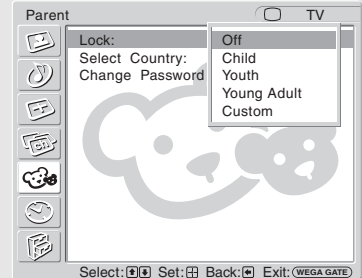 Parent TV
Lock: Off
Select Country: Child
Change Password Youth
Young Adult
Custom
Ch
Select: Set: Back: Exit: WEGA GATE